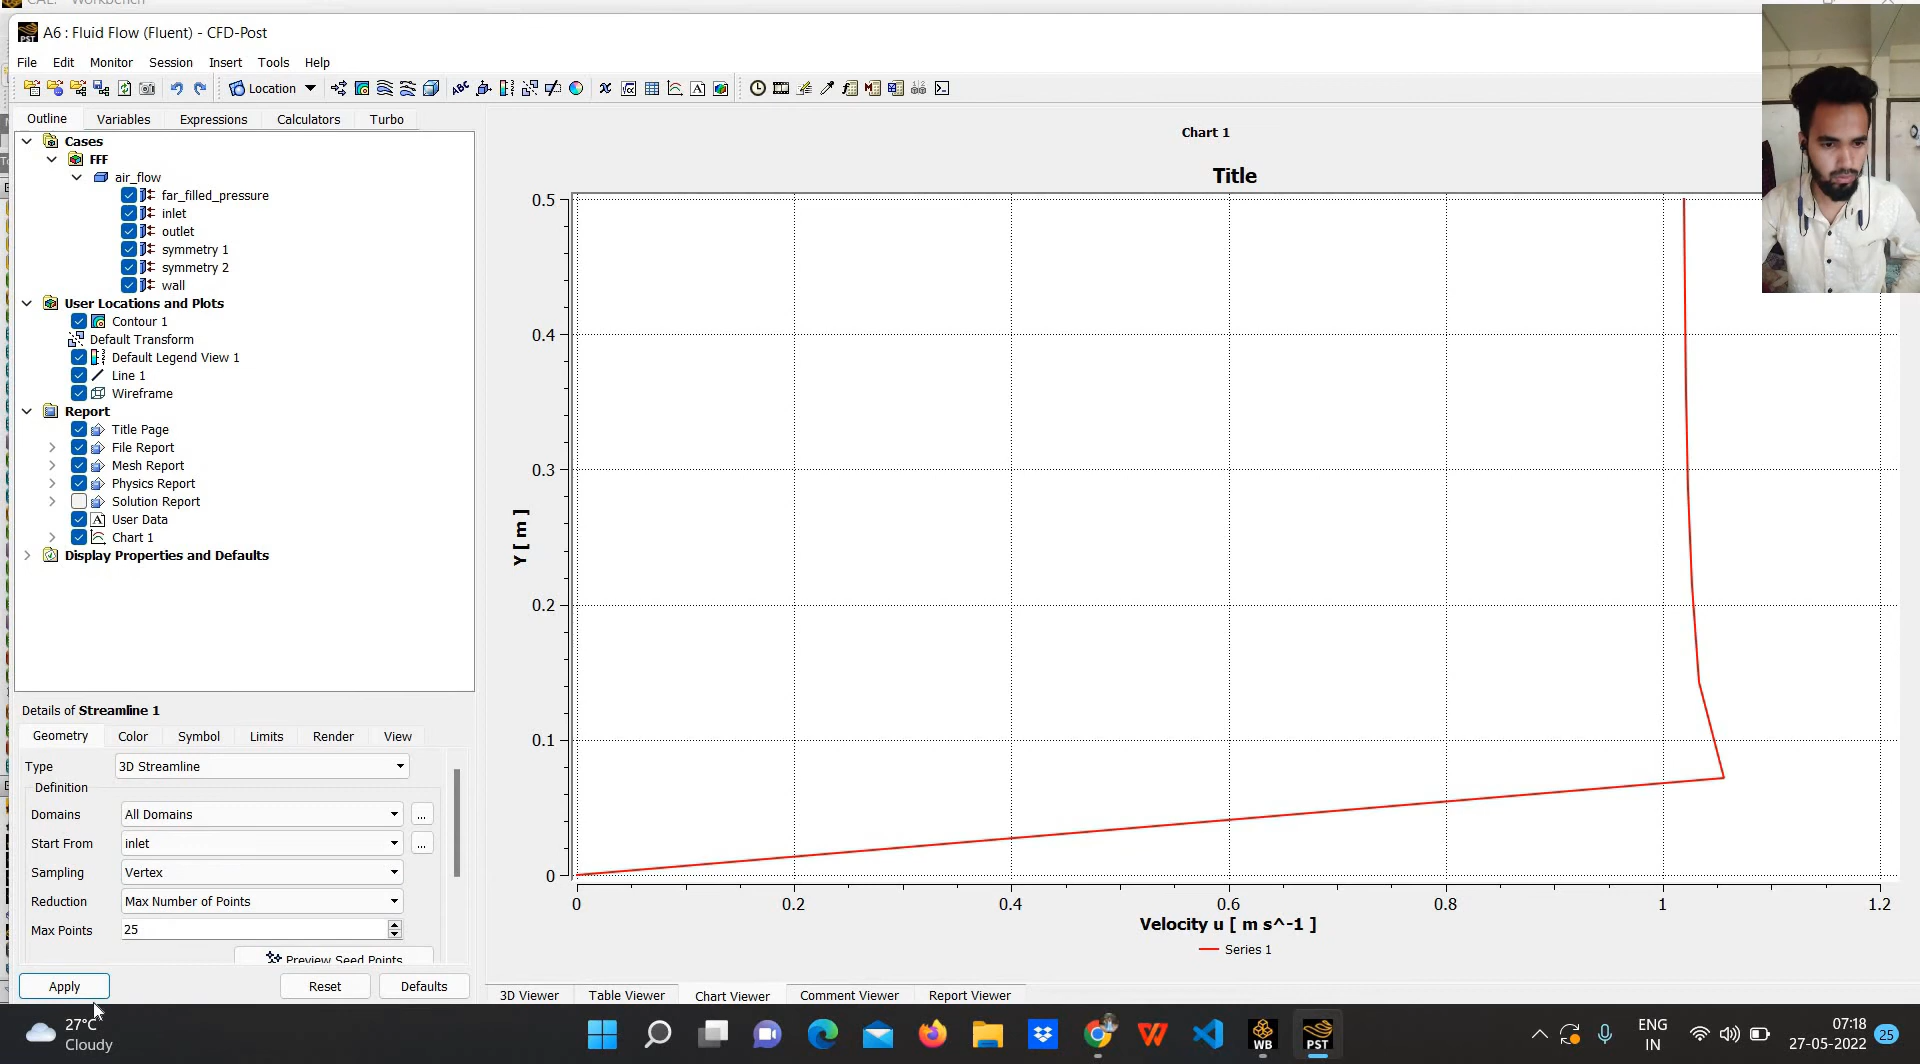 A6 : Fluid Flow (Fluent) - CFD-Post
File Edit Monitor Session Insert Tools Help
Location
Outline Variables Expressions Calculators Turbo
Cases
FFF
air_flow
far_filled_pressure
inlet
outlet
symmetry 1
symmetry 2
wall
User Locations and Plots
Contour 1
Default Transform
Default Legend View 1
Line 1
Wireframe
Report
Title Page
File Report
Mesh Report
Physics Report
Solution Report
User Data
Chart 1
Display Properties and Defaults
Details of Streamline 1
Geometry Color Symbol Limits Render View
Type 3D Streamline
Definition
Domains All Domains ...
Start From inlet ...
Sampling Vertex
Reduction Max Number of Points
Max Points 25
Preview Seed Points
Apply Reset Defaults
Chart 1
Title
0.5
0.4
0.3
0.2
0.1
0
Y [ m ]
0 0.2 0.4 0.6 0.8 1 1.2
Velocity u [ m s^-1 ]
Series 1
3D Viewer Table Viewer Chart Viewer Comment Viewer Report Viewer
27°C
Cloudy
WB
PST
ENG
IN
07:18
27-05-2022
25